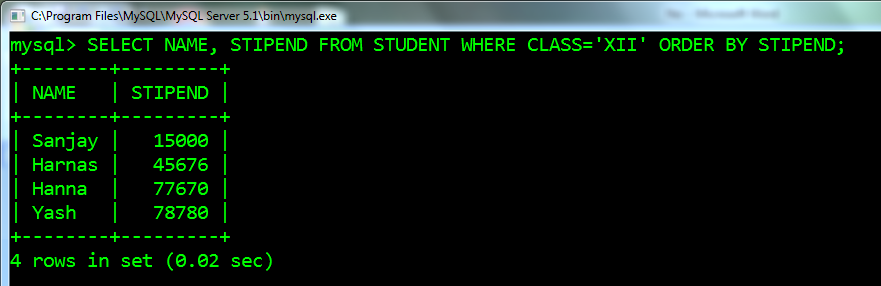 C:\Program Files\MySQL\MySQL Server 5.1\bin\mysql.exe
mysql> SELECT NAME, STIPEND FROM STUDENT WHERE CLASS='XII' ORDER BY STIPEND;
+--------+---------+
| NAME   | STIPEND |
+--------+---------+
| Sanjay |   15000 |
| Harnas |   45676 |
| Hanna  |   77670 |
| Yash   |   78780 |
+--------+---------+
4 rows in set (0.02 sec)